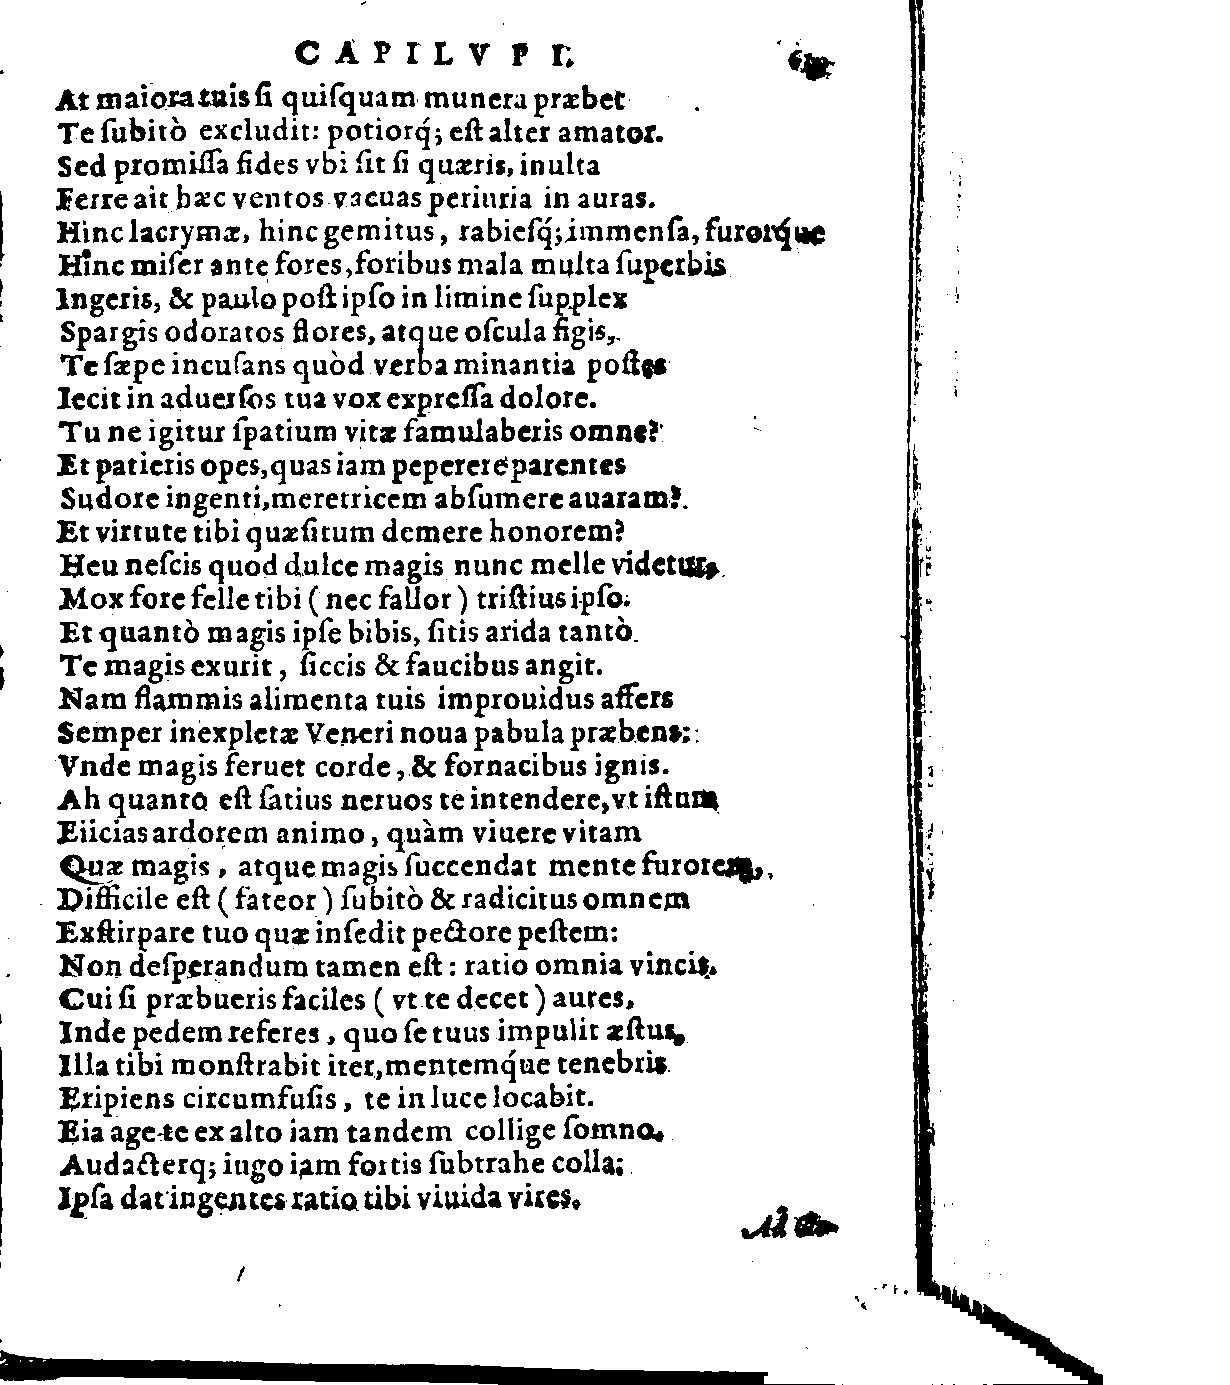 CAPILVPI.
At maiora tuis ſi quiſquam munera præbet
Te ſubitò excludit: potiorq́; eſt alter amator.
Sed promiſſa fides vbi ſit ſi quæris, inulta
Ferre ait hæc ventos vacuas periuria in auras.
Hinc lacrymæ, hinc gemitus, rabieſq́; immenſa, furorq́ue
Hinc miſer ante fores, foribus mala multa ſuperbis
Ingeris, & paulo poſt ipſo in limine ſupplex
Spargis odoratos flores, atque oſcula figis,
Te ſæpe incuſans quòd verba minantia poſtes
Iecit in aduerſos tua vox expreſſa dolore.
Tu ne igitur ſpatium vitæ famulaberis omne?
Et patieris opes, quas iam peperere parentes
Sudore ingenti, meretricem abſumere auaram?
Et virtute tibi quæſitum demere honorem?
Heu neſcis quod dulce magis nunc melle videtur,
Mox fore felle tibi ( nec fallor ) triſtius ipſo.
Et quantò magis ipſe bibis, ſitis arida tantò
Te magis exurit, ſiccis & faucibus angit.
Nam flammis alimenta tuis improuidus affers
Semper inexpletæ Veneri noua pabula præbens:
Vnde magis feruet corde, & fornacibus ignis.
Ah quanto eſt ſatius neruos te intendere, vt iſtum
Eiicias ardorem animo, quàm viuere vitam
Quæ magis, atque magis ſuccendat mente furorem,
Difficile eſt ( fateor ) ſubitò & radicitus omnem
Exſtirpare tuo quæ inſedit pectore peſtem:
Non deſperandum tamen eſt: ratio omnia vincit,
Cui ſi præbueris faciles ( vt te decet ) aures,
Inde pedem referes, quo ſe tuus impulit æſtus,
Illa tibi monſtrabit iter, mentemq́ue tenebris
Eripiens circumfuſis, te in luce locabit.
Eia age te ex alto iam tandem collige ſomno,
Audacterq; iugo iam fortis ſubtrahe colla;
Ipſa dat ingentes ratio tibi viuida vires.